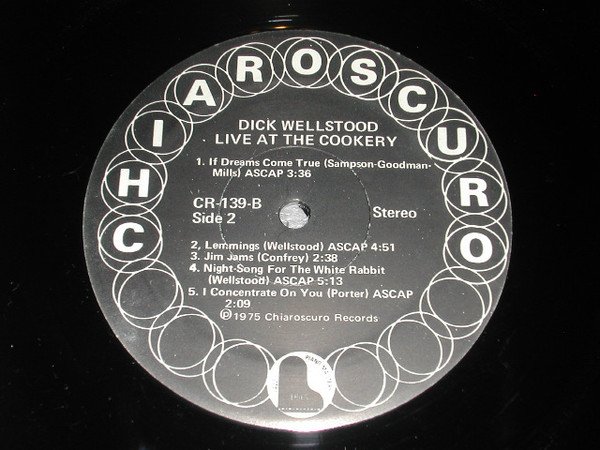 CHIAROSCURO
DICK WELLSTOOD
LIVE AT THE COOKERY
1. If Dreams Come True (Sampson-Goodman-
Mills) ASCAP 3:36
CR-139-B
Side 2
Stereo
2, Lemmings (Wellstood) ASCAP 4:51
3. Jim Jams (Confrey) 2:38
4. Night-Song For The White Rabbit
(Wellstood) ASCAP 5:13
5. I Concentrate On You (Porter) ASCAP
2:09
Ⓟ1975 Chiaroscuro Records